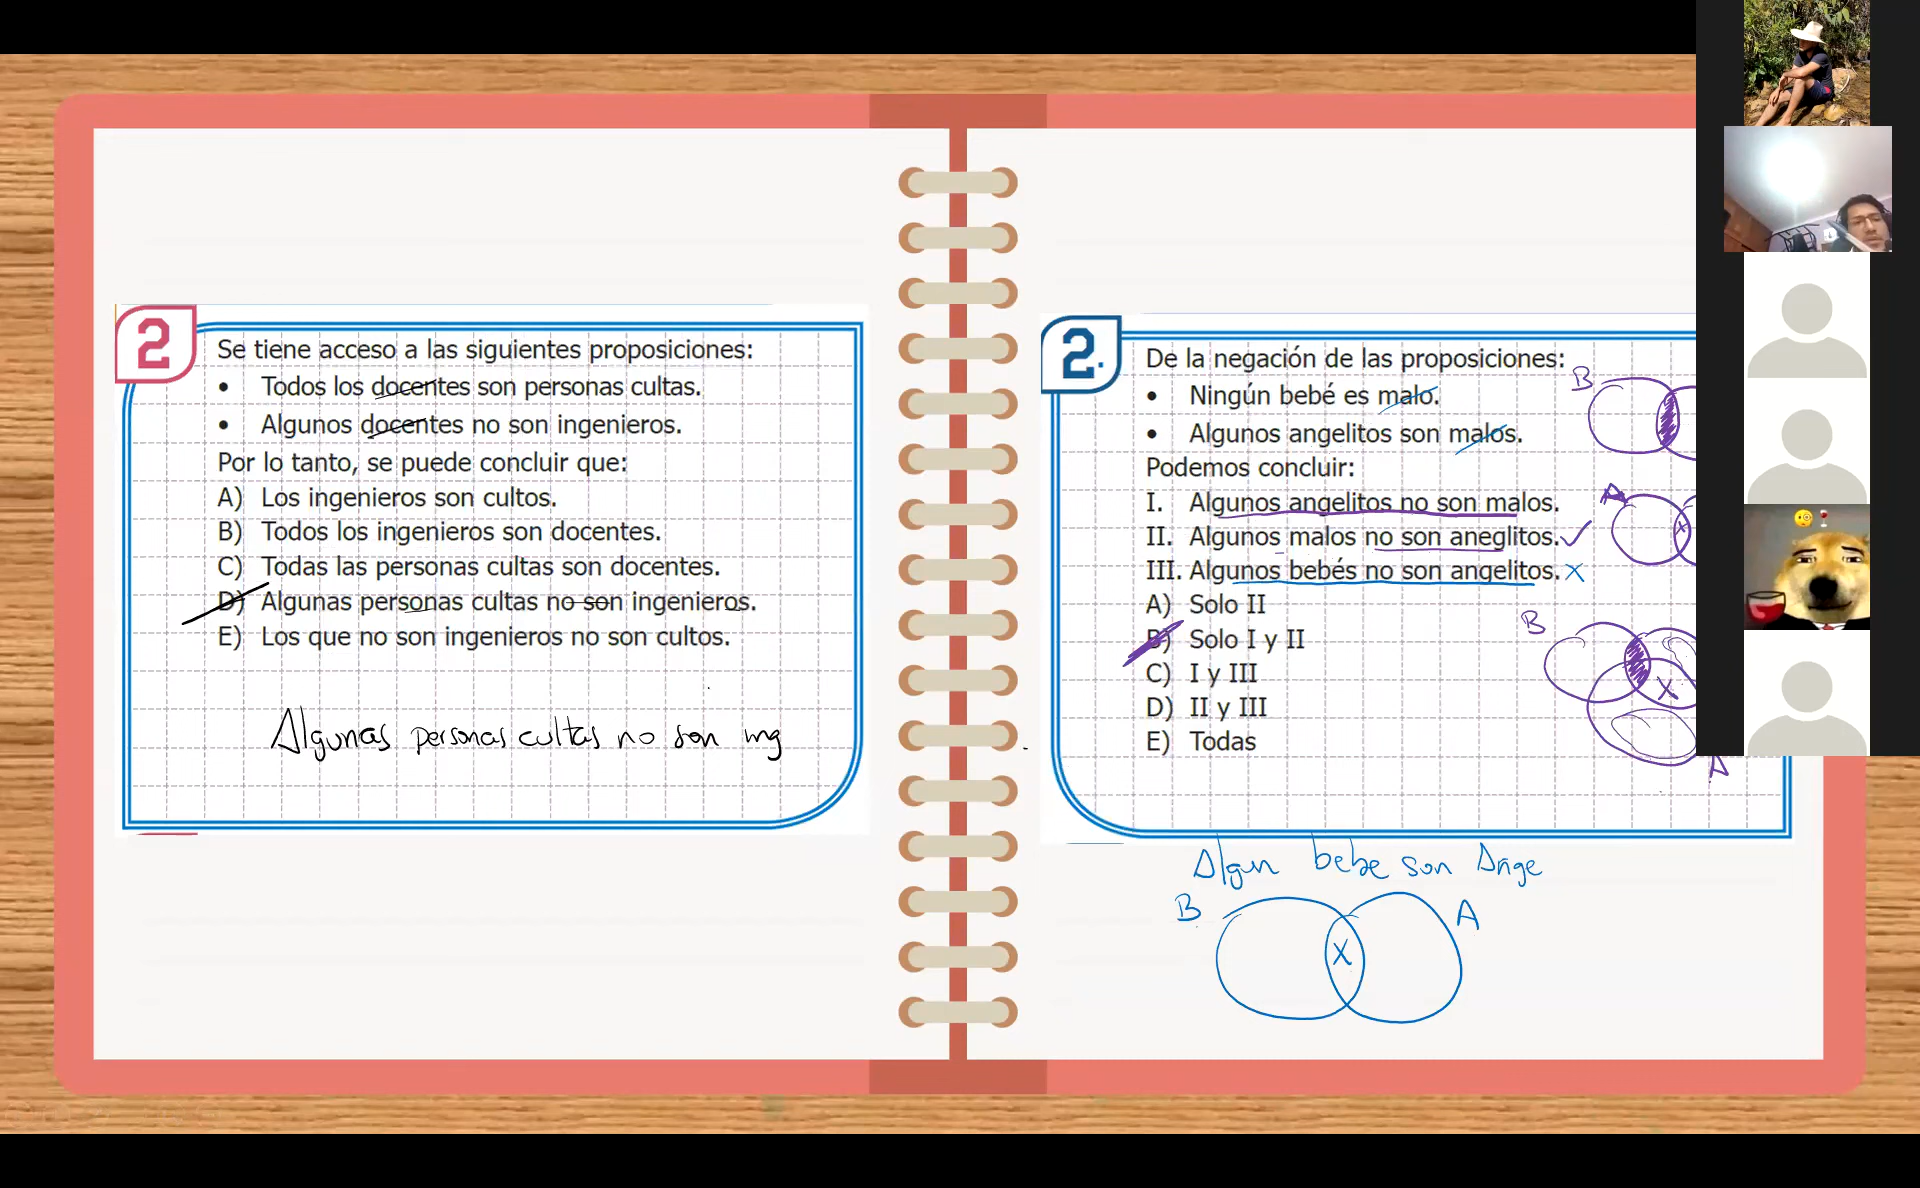 2
Se tiene acceso a las siguientes proposiciones:
• Todos los docentes son personas cultas.
• Algunos docentes no son ingenieros.
Por lo tanto, se puede concluir que:
A) Los ingenieros son cultos.
B) Todos los ingenieros son docentes.
C) Todas las personas cultas son docentes.
D) Algunas personas cultas no son ingenieros.
E) Los que no son ingenieros no son cultos.
Algunas personas cultas no son ing
2.
De la negación de las proposiciones:
• Ningún bebé es malo.
• Algunos angelitos son malos.
Podemos concluir:
I. Algunos angelitos no son malos.
II. Algunos malos no son aneglitos.
III. Algunos bebés no son angelitos. X
A) Solo II
B) Solo I y II
C) I y III
D) II y III
E) Todas
B
A
X
B
X
A
Algun bebe son Ange
B
A
X